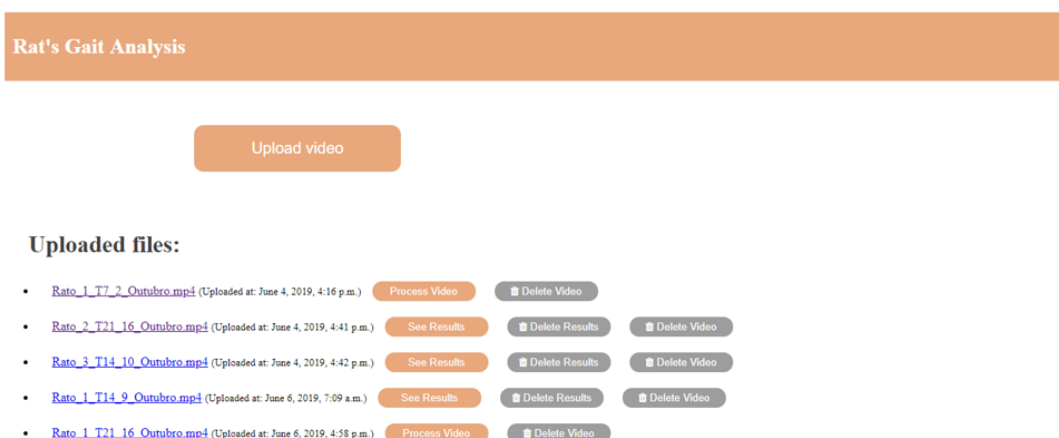 Rat's Gait Analysis
Upload video
Uploaded files:
Rato_1_T7_2_Outubro.mp4 (Uploaded at: June 4, 2019, 4:16 p.m.) Process Video Delete Video
Rato_2_T21_16_Outubro.mp4 (Uploaded at: June 4, 2019, 4:41 p.m.) See Results Delete Results Delete Video
Rato_3_T14_10_Outubro.mp4 (Uploaded at: June 4, 2019, 4:42 p.m.) See Results Delete Results Delete Video
Rato_1_T14_9_Outubro.mp4 (Uploaded at: June 6, 2019, 7:09 a.m.) See Results Delete Results Delete Video
Rato_1_T21_16_Outubro.mp4 (Uploaded at: June 6, 2019, 4:58 p.m.) Process Video Delete Video